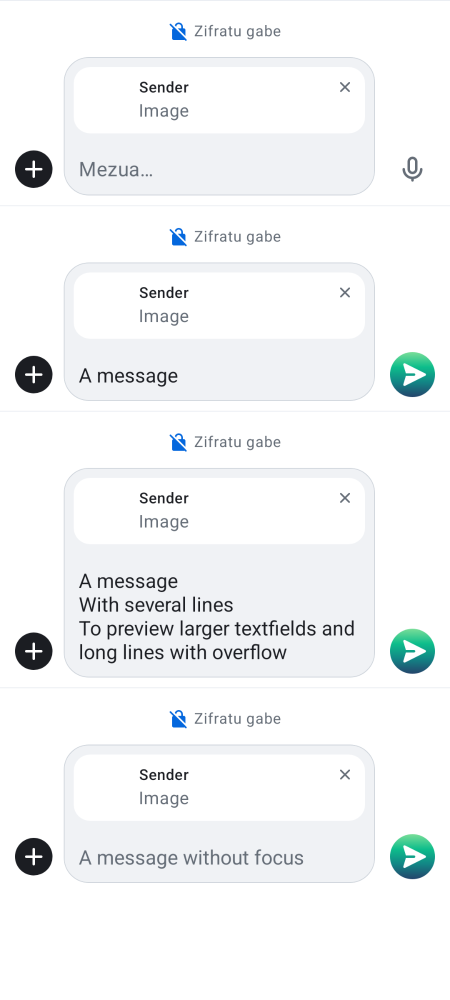 Zifratu gabe
Sender
Image
Mezua…
Zifratu gabe
Sender
Image
A message
Zifratu gabe
Sender
Image
A message
With several lines
To preview larger textfields and
long lines with overflow
Zifratu gabe
Sender
Image
A message without focus